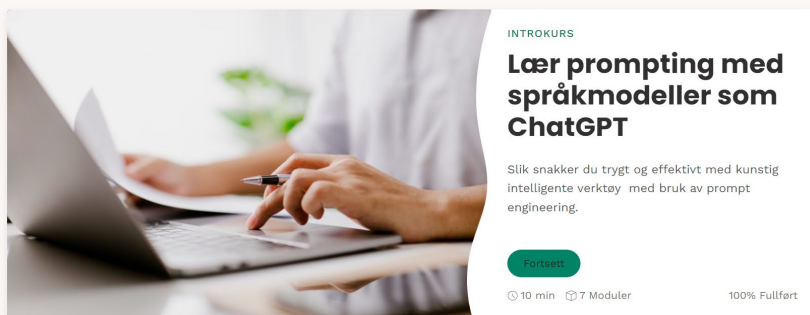 INTROKURS
Lær prompting med
språkmodeller som
ChatGPT
Slik snakker du trygt og effektivt med kunstig
intelligente verktøy  med bruk av prompt
engineering.
Fortsett
10 min 7 Moduler 100% Fullført